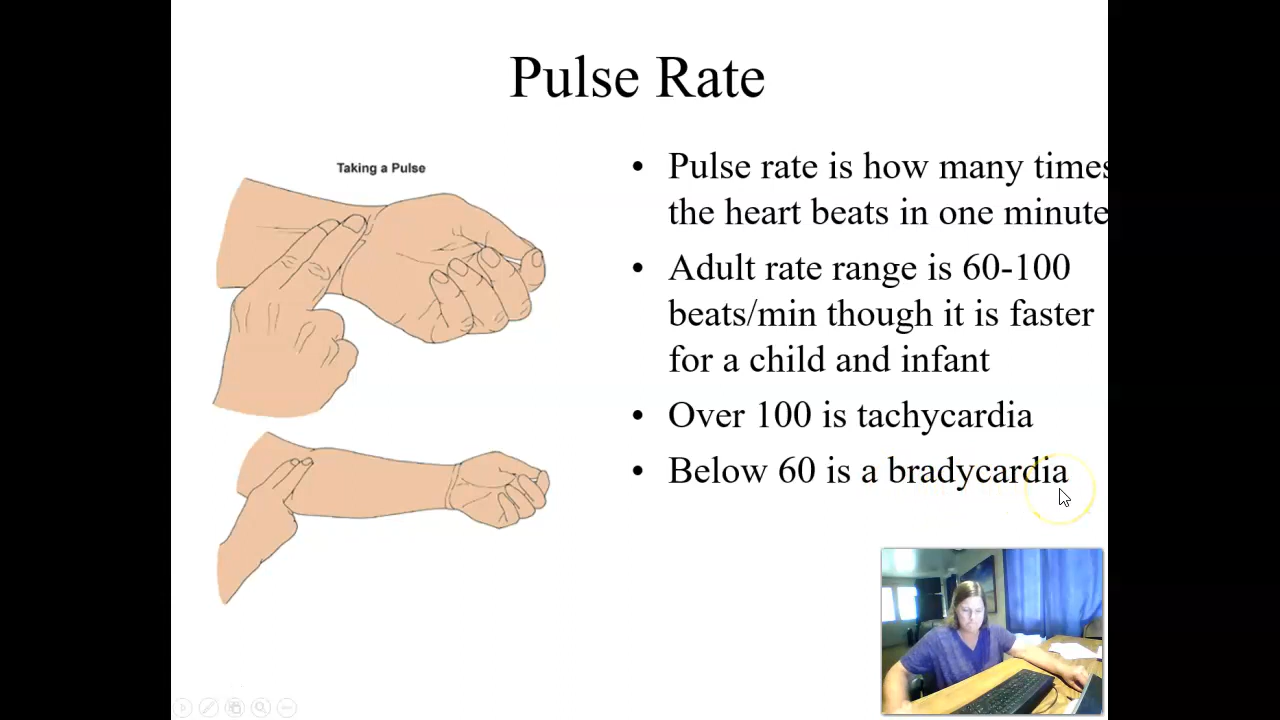 Pulse Rate
Taking a Pulse
• Pulse rate is how many times
the heart beats in one minute
• Adult rate range is 60-100
beats/min though it is faster
for a child and infant
• Over 100 is tachycardia
• Below 60 is a bradycardia